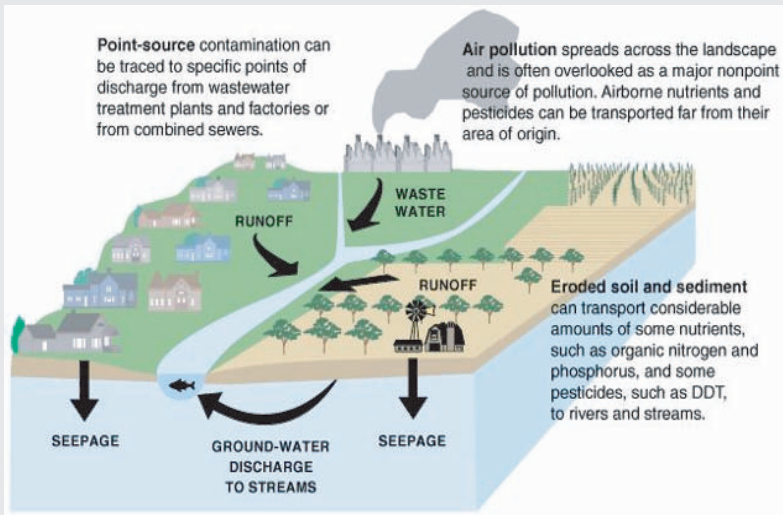 Point-source contamination can
be traced to specific points of
discharge from wastewater
treatment plants and factories or
from combined sewers.
Air pollution spreads across the landscape
and is often overlooked as a major nonpoint
source of pollution. Airborne nutrients and
pesticides can be transported far from their
area of origin.
WASTE
WATER
RUNOFF
RUNOFF
Eroded soil and sediment
can transport considerable
amounts of some nutrients,
such as organic nitrogen and
phosphorus, and some
pesticides, such as DDT,
to rivers and streams.
SEEPAGE
GROUND-WATER
DISCHARGE
TO STREAMS
SEEPAGE